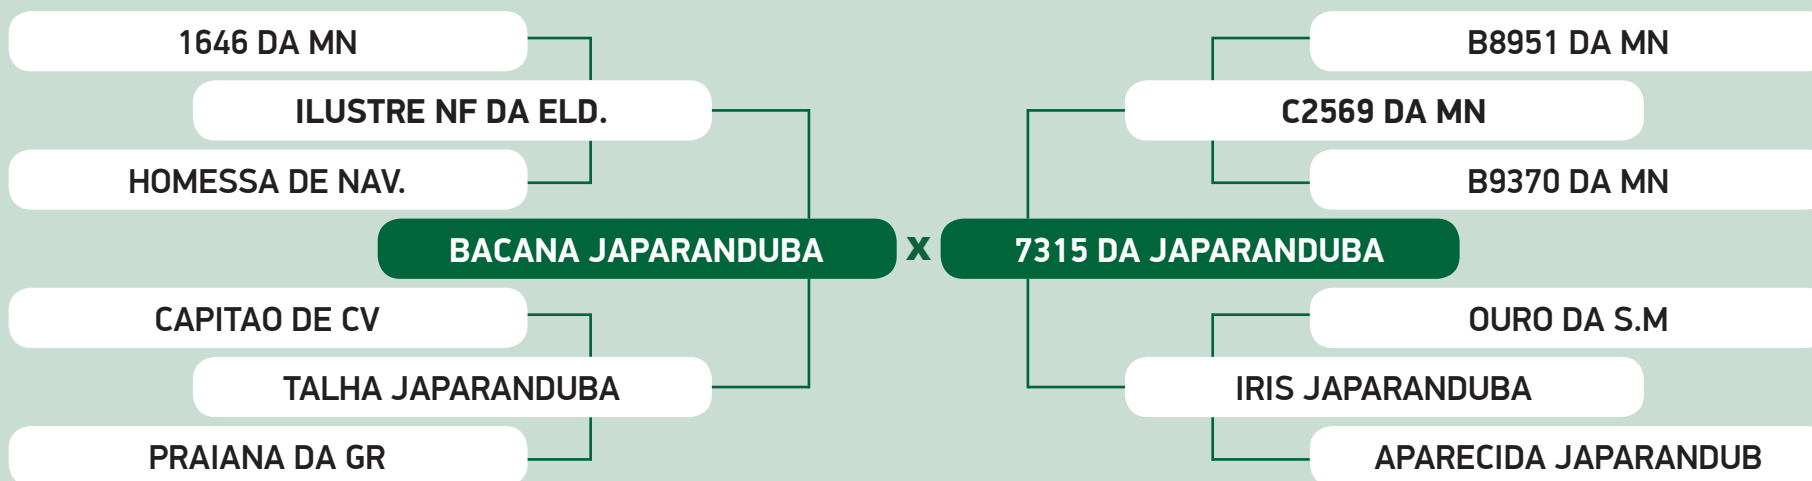 1646 DA MN
B8951 DA MN
ILUSTRE NF DA ELD.
C2569 DA MN
HOMESSA DE NAV.
B9370 DA MN
BACANA JAPARANDUBA x 7315 DA JAPARANDUBA
CAPITAO DE CV
OURO DA S.M
TALHA JAPARANDUBA
IRIS JAPARANDUBA
PRAIANA DA GR
APARECIDA JAPARANDUB